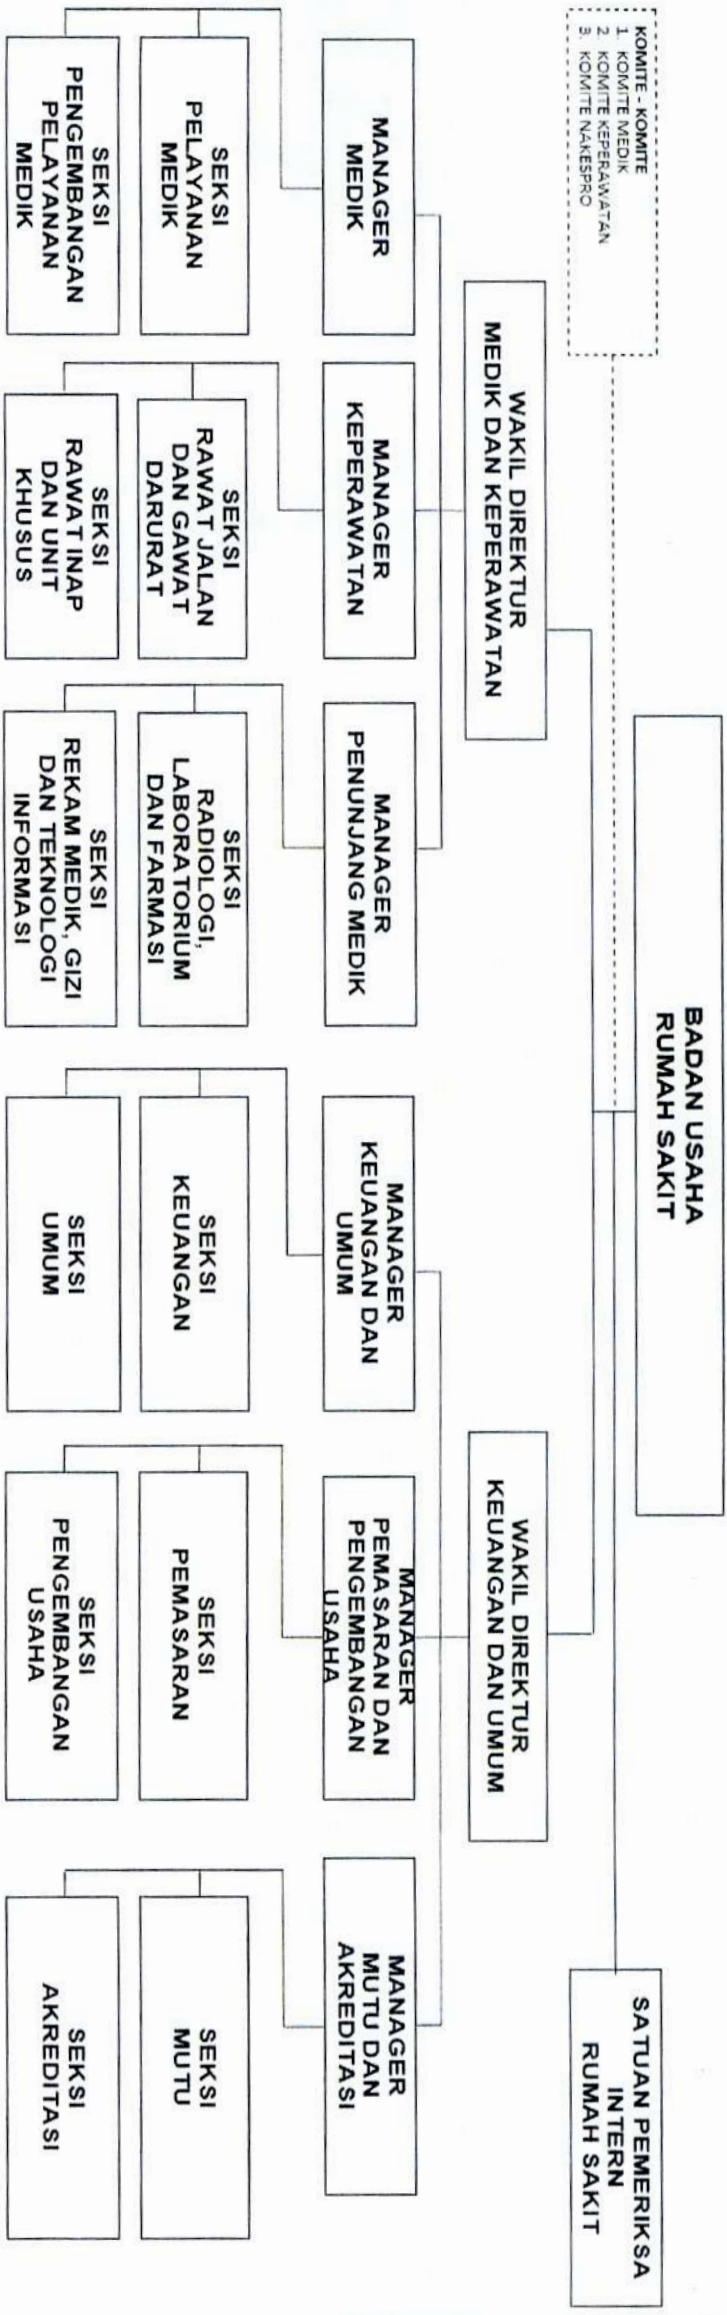 BADAN USAHA
RUMAH SAKIT
KOMITE - KOMITE
1. KOMITE MEDIK
2. KOMITE KEPERAWATAN
3. KOMITE NAKESPRO
SATUAN PEMERIKSA
INTERN
RUMAH SAKIT
WAKIL DIREKTUR
MEDIK DAN KEPERAWATAN
WAKIL DIREKTUR
KEUANGAN DAN UMUM
MANAGER
MEDIK
MANAGER
KEPERAWATAN
MANAGER
PENUNJANG MEDIK
MANAGER
KEUANGAN DAN
UMUM
MANAGER
PEMASARAN DAN
PENGEMBANGAN
USAHA
MANAGER
MUTU DAN
AKREDITASI
SEKSI
PELAYANAN
MEDIK
SEKSI
RAWAT JALAN
DAN GAWAT
DARURAT
SEKSI
RADIOLOGI,
LABORATORIUM
DAN FARMASI
SEKSI
KEUANGAN
SEKSI
PEMASARAN
SEKSI
MUTU
SEKSI
PENGEMBANGAN
PELAYANAN
MEDIK
SEKSI
RAWAT INAP
DAN UNIT
KHUSUS
SEKSI
REKAM MEDIK, GIZI
DAN TEKNOLOGI
INFORMASI
SEKSI
UMUM
SEKSI
PENGEMBANGAN
USAHA
SEKSI
AKREDITASI